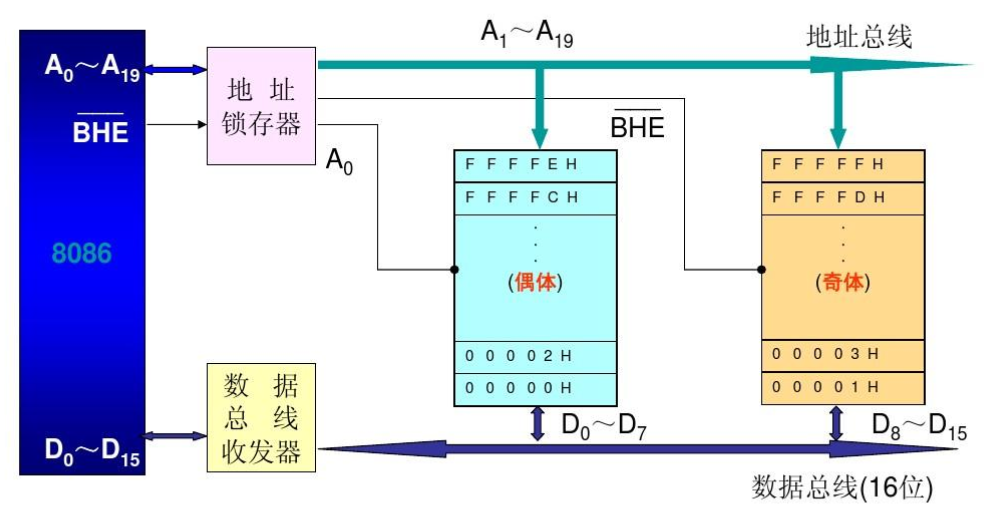 A₁～A₁₉
地址总线
A₀～A₁₉
地 址
锁存器
B̅H̅E̅
B̅H̅E̅
A₀
F F F F E H
F F F F C H
.
.
.
(偶体)
0 0 0 0 2 H
0 0 0 0 0 H
F F F F F H
F F F F D H
.
.
.
(奇体)
0 0 0 0 3 H
0 0 0 0 1 H
8086
数 据
总 线
收发器
D₀～D₁₅
D₀～D₇
D₈～D₁₅
数据总线(16位)